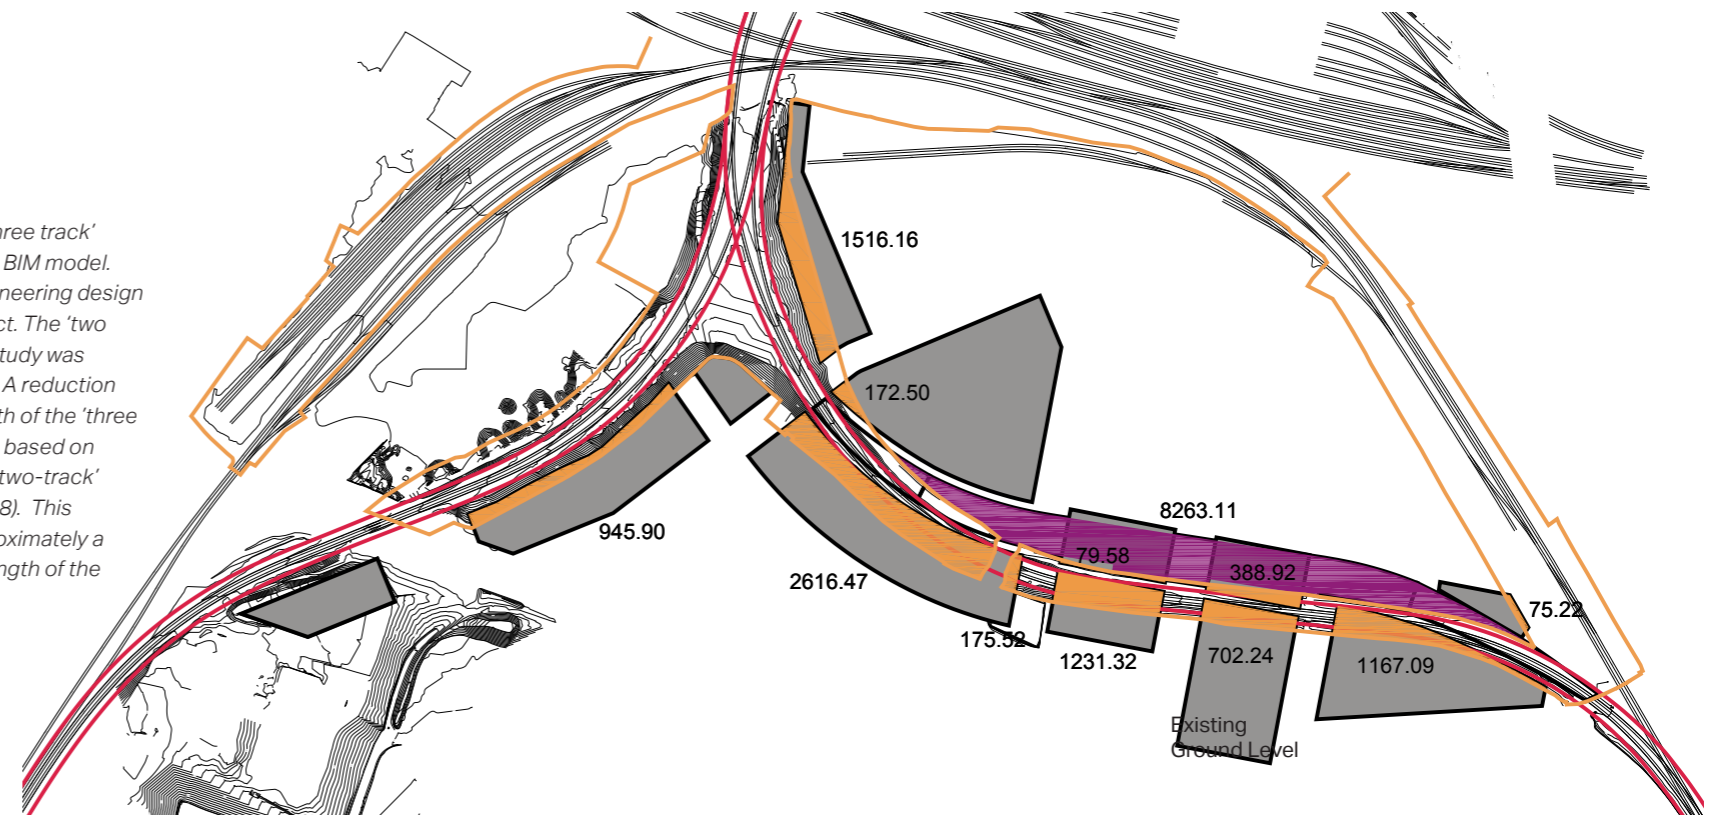 hree track'
BIM model.
neering design
ct. The 'two
tudy was
A reduction
th of the 'three
based on
two-track'
8). This
oximately a
ngth of the
1516.16
172.50
945.90
8263.11
79.58
388.92
2616.47
75.22
175.52
1231.32
702.24
1167.09
Existing
Ground Level